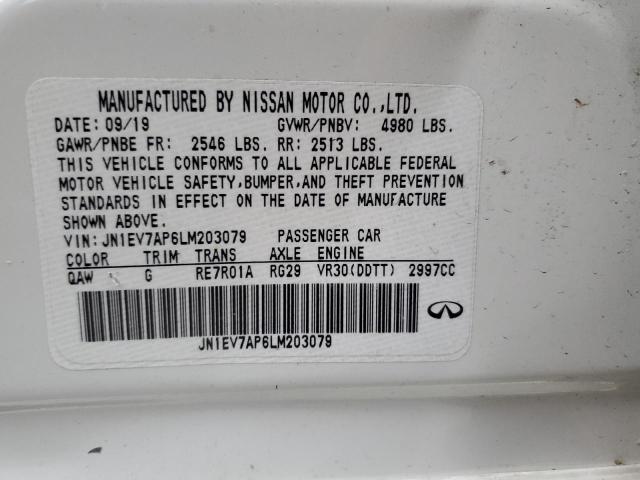 MANUFACTURED BY NISSAN MOTOR CO.,LTD.
DATE: 09/19 GVWR/PNBV: 4980 LBS.
GAWR/PNBE FR: 2546 LBS. RR: 2513 LBS.
THIS VEHICLE CONFORMS TO ALL APPLICABLE FEDERAL
MOTOR VEHICLE SAFETY,BUMPER,AND THEFT PREVENTION
STANDARDS IN EFFECT ON THE DATE OF MANUFACTURE
SHOWN ABOVE.
VIN:JN1EV7AP6LM203079 PASSENGER CAR
COLOR TRIM TRANS AXLE ENGINE
QAW G RE7R01A RG29 VR30(DDTT) 2997CC
JN1EV7AP6LM203079